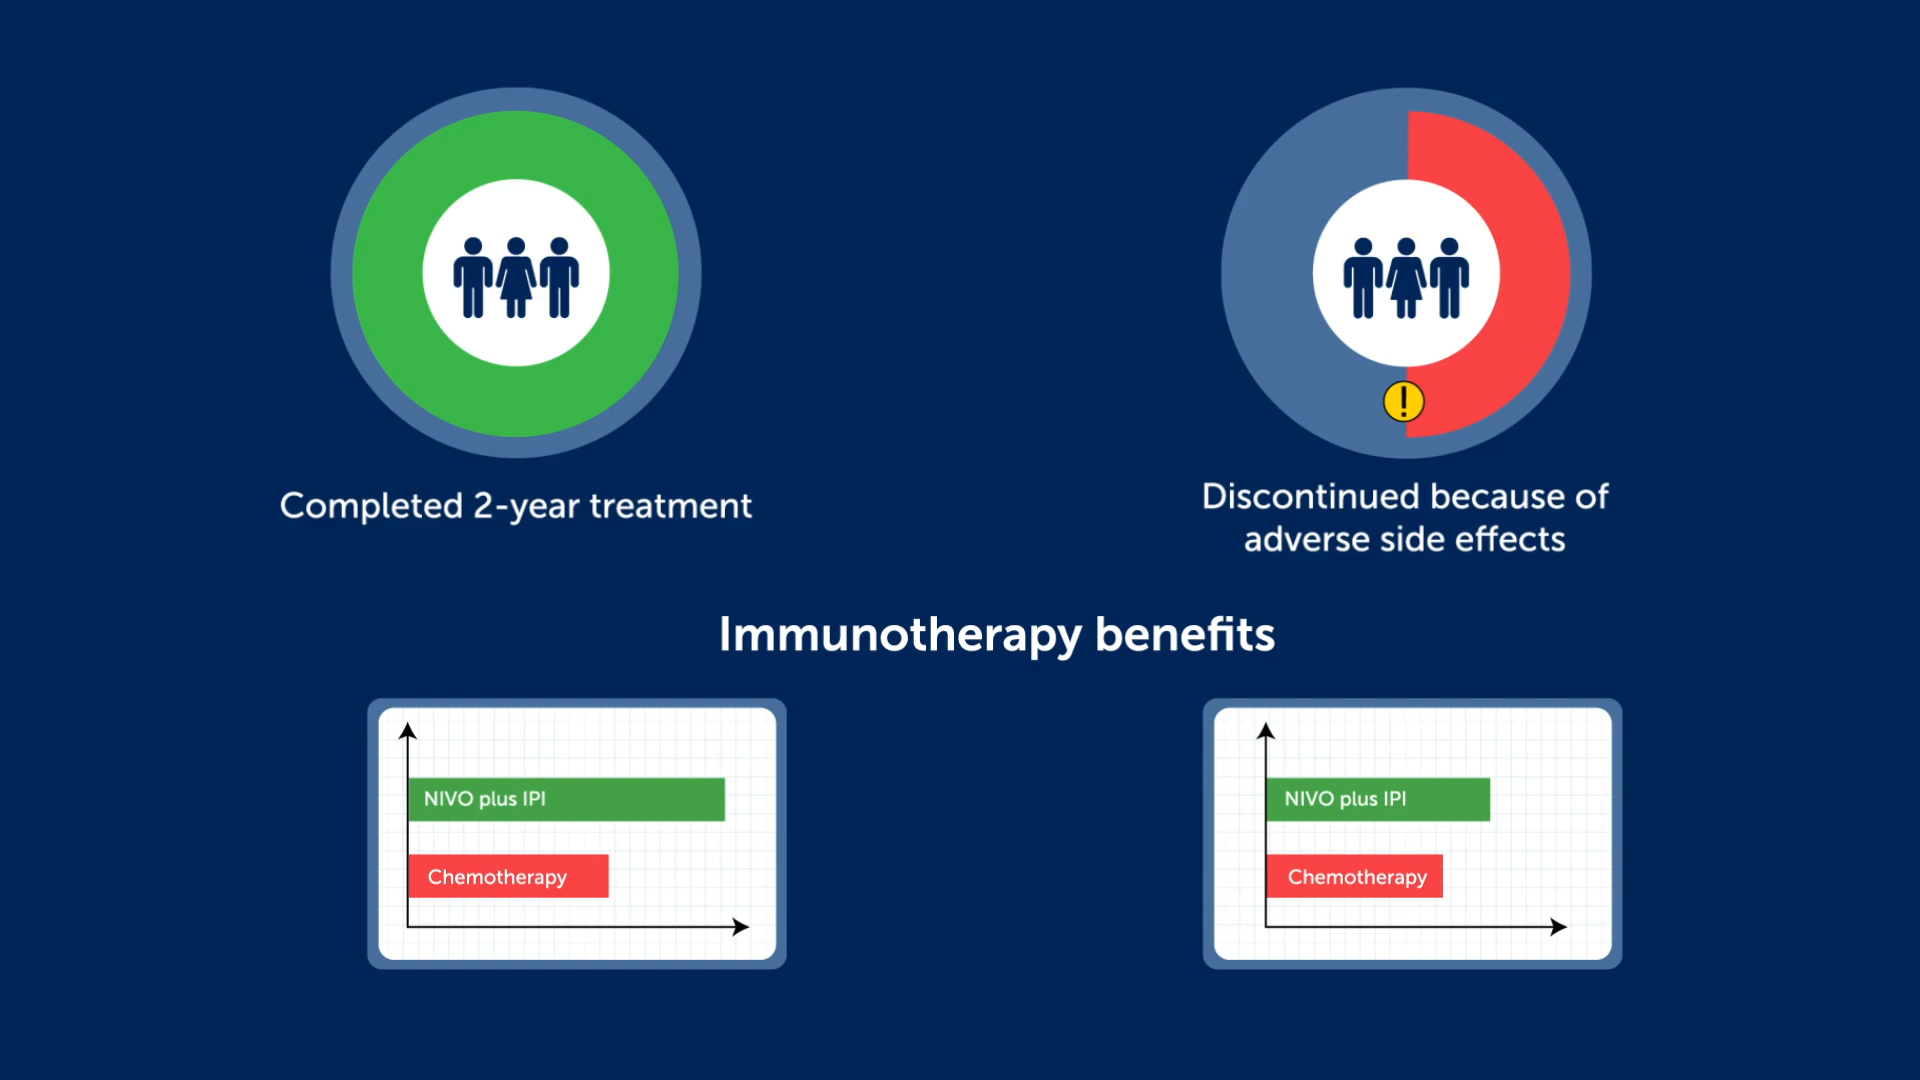 Completed 2-year treatment
!
Discontinued because of
adverse side effects
Immunotherapy benefits
NIVO plus IPI
Chemotherapy
NIVO plus IPI
Chemotherapy